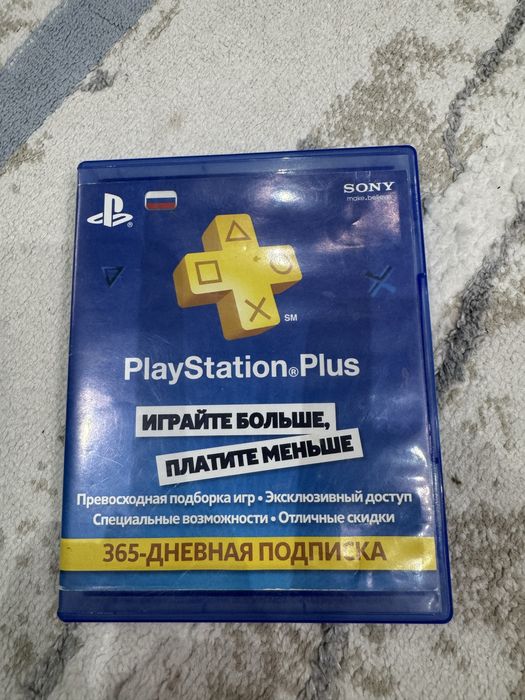 SONY
make.believe
SM
PlayStation®Plus
ИГРАЙТЕ БОЛЬШЕ,
ПЛАТИТЕ МЕНЬШЕ
Превосходная подборка игр • Эксклюзивный доступ
Специальные возможности • Отличные скидки
365-ДНЕВНАЯ ПОДПИСКА